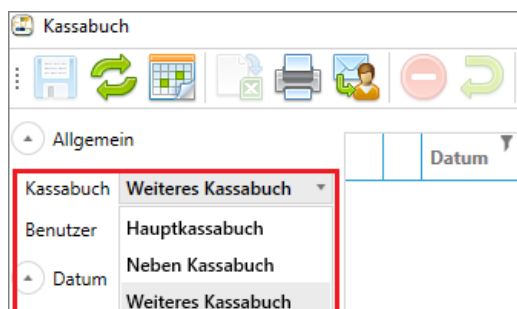 Kassabuch
Allgemein
Datum
Kassabuch Weiteres Kassabuch
Benutzer Hauptkassabuch
Neben Kassabuch
Datum
Weiteres Kassabuch